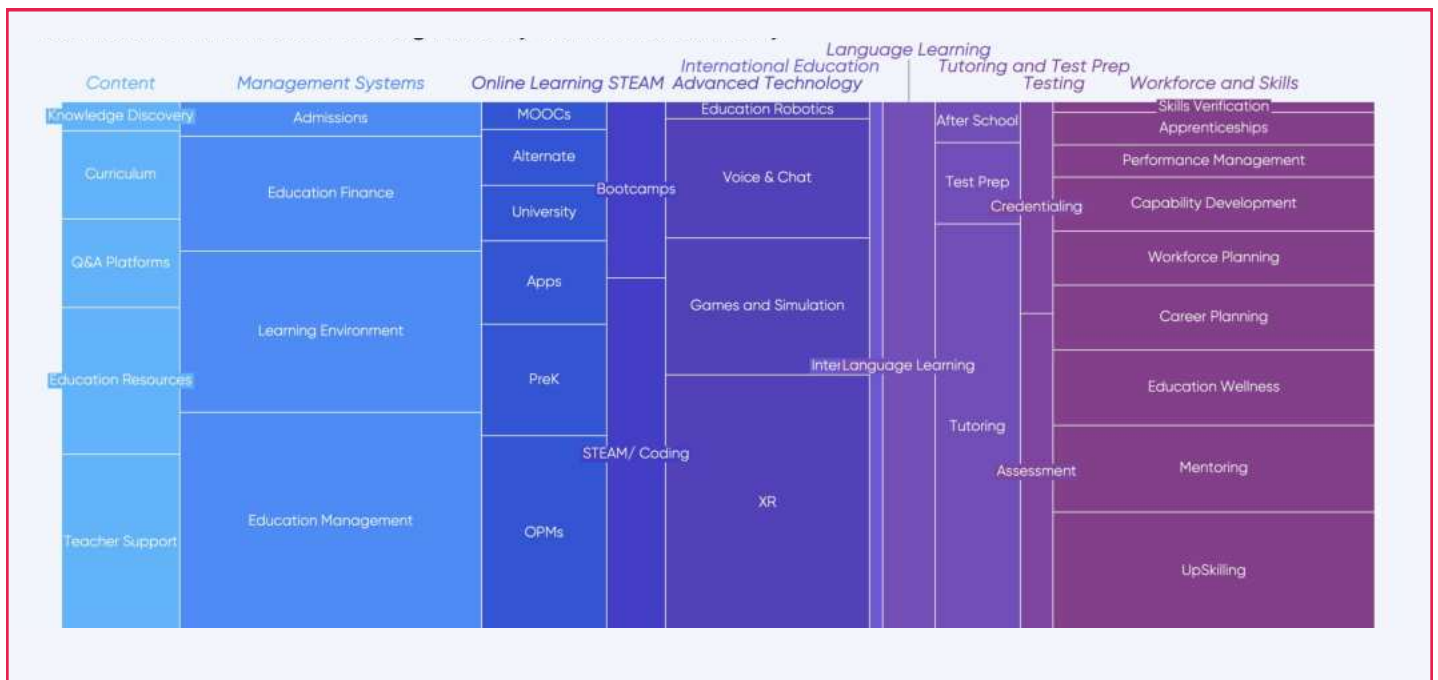 Language Learning
International Education
Tutoring and Test Prep
Content
Management Systems
Online Learning
STEAM
Advanced Technology
Testing
Workforce and Skills
Knowledge Discovery
Curriculum
Q&A Platforms
Education Resources
Teacher Support
Admissions
Education Finance
Learning Environment
Education Management
MOOCs
Alternate
University
Apps
PreK
OPMs
Bootcamps
STEAM/ Coding
Education Robotics
Voice & Chat
Games and Simulation
XR
Inter
Language Learning
After School
Test Prep
Tutoring
Credentialing
Assessment
Skills Verification
Apprenticeships
Performance Management
Capability Development
Workforce Planning
Career Planning
Education Wellness
Mentoring
UpSkilling